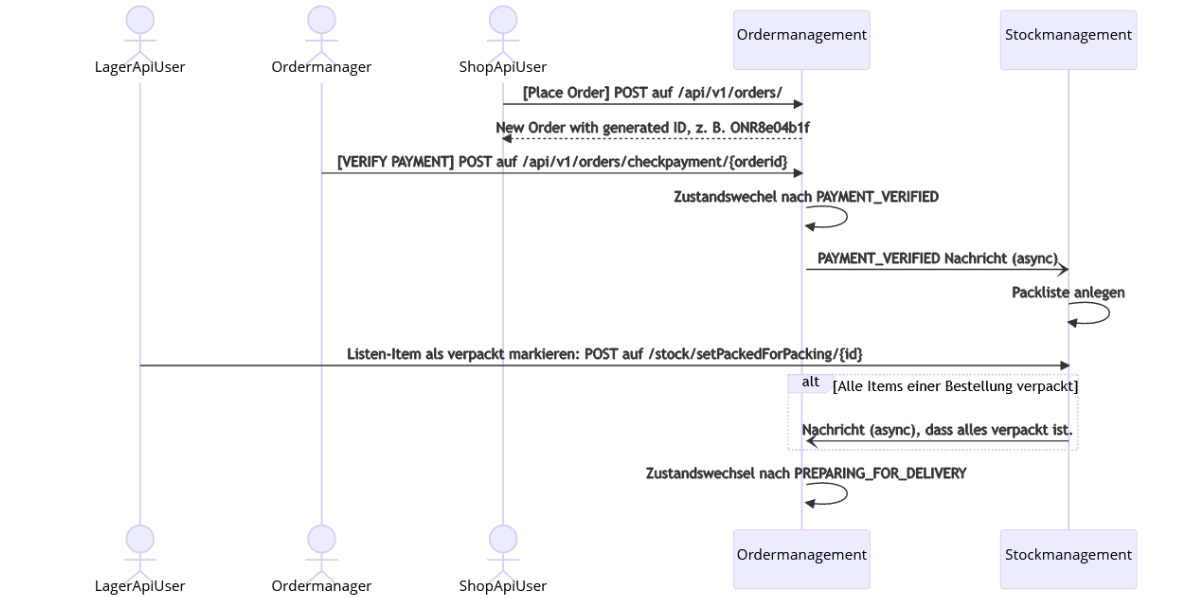 LagerApiUser
Ordermanager
ShopApiUser
Ordermanagement
Stockmanagement
[Place Order] POST auf /api/v1/orders/
New Order with generated ID, z. B. ONR8e04b1f
[VERIFY PAYMENT] POST auf /api/v1/orders/checkpayment/{orderid}
Zustandswechel nach PAYMENT_VERIFIED
PAYMENT_VERIFIED Nachricht (async)
Packliste anlegen
Listen-Item als verpackt markieren: POST auf /stock/setPackedForPacking/{id}
alt
[Alle Items einer Bestellung verpackt]
Nachricht (async), dass alles verpackt ist.
Zustandswechsel nach PREPARING_FOR_DELIVERY
LagerApiUser
Ordermanager
ShopApiUser
Ordermanagement
Stockmanagement